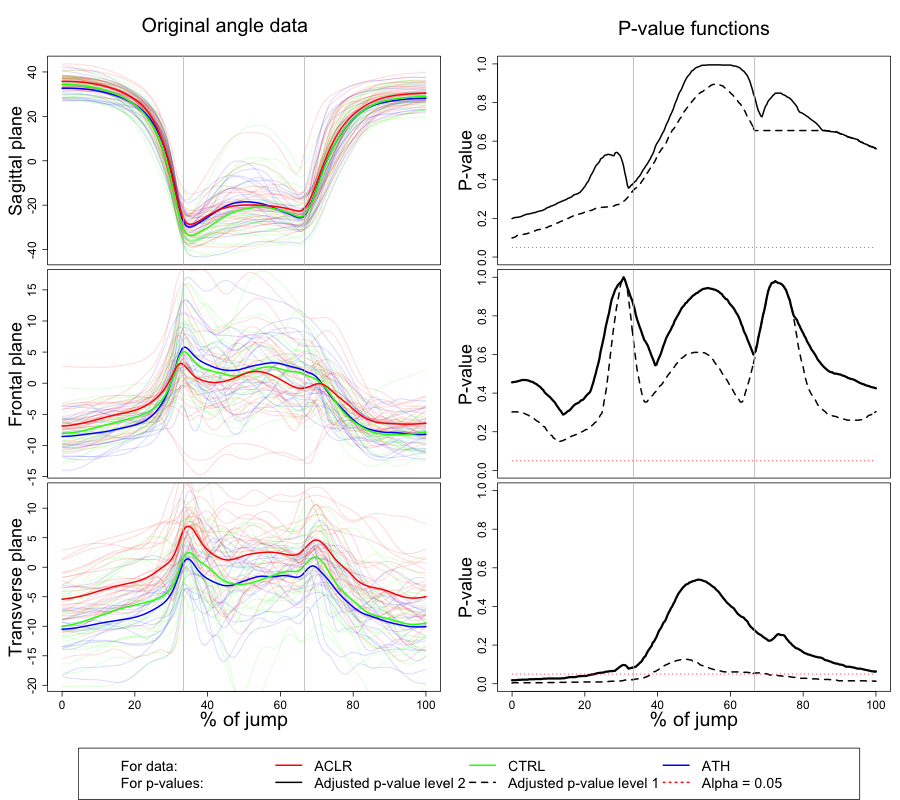 Original angle data
P-value functions
Sagittal plane
40
20
0
-20
-40
P-value
1.0
0.8
0.6
0.4
0.2
0.0
Frontal plane
15
10
5
0
-5
-10
-15
P-value
1.0
0.8
0.6
0.4
0.2
0.0
Transverse plane
10
5
0
-5
-10
-15
-20
P-value
1.0
0.8
0.6
0.4
0.2
0.0
0 20 40 60 80 100
0 20 40 60 80 100
% of jump
% of jump
For data: ACLR CTRL ATH
For p-values: Adjusted p-value level 2 Adjusted p-value level 1 Alpha = 0.05